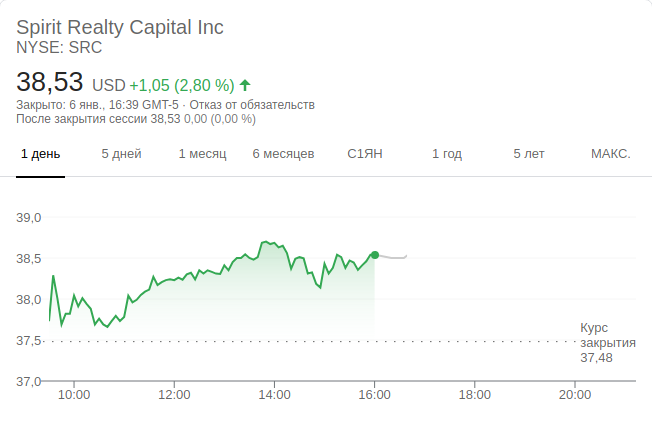 Spirit Realty Capital Inc
NYSE: SRC
38,53 USD +1,05 (2,80 %)
Закрыто: 6 янв., 16:39 GMT-5 · Отказ от обязательств
После закрытия сессии 38,53 0,00 (0,00 %)
1 день 5 дней 1 месяц 6 месяцев С1ЯН 1 год 5 лет МАКС.
39,0
38,5
38,0
37,5
37,0
Курс
закрытия
37,48
10:00 12:00 14:00 16:00 18:00 20:00